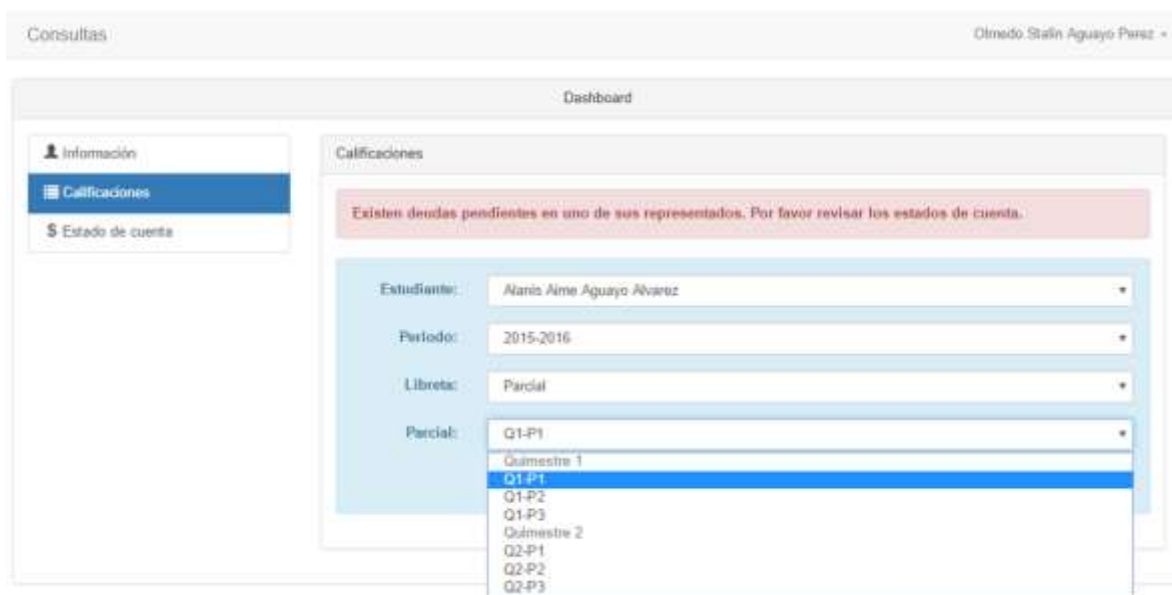 Consultas
Olmedo Stalin Aguayo Perez
Dashboard
Información
Calificaciones
$ Estado de cuenta
Calificaciones
Existen deudas pendientes en uno de sus representados. Por favor revisar los estados de cuenta.
Estudiante: Alanis Aime Aguayo Alvarez
Periodo: 2015-2016
Libreta: Parcial
Parcial: Q1-P1
Quimestre 1
Q1-P1
Q1-P2
Q1-P3
Quimestre 2
Q2-P1
Q2-P2
Q2-P3